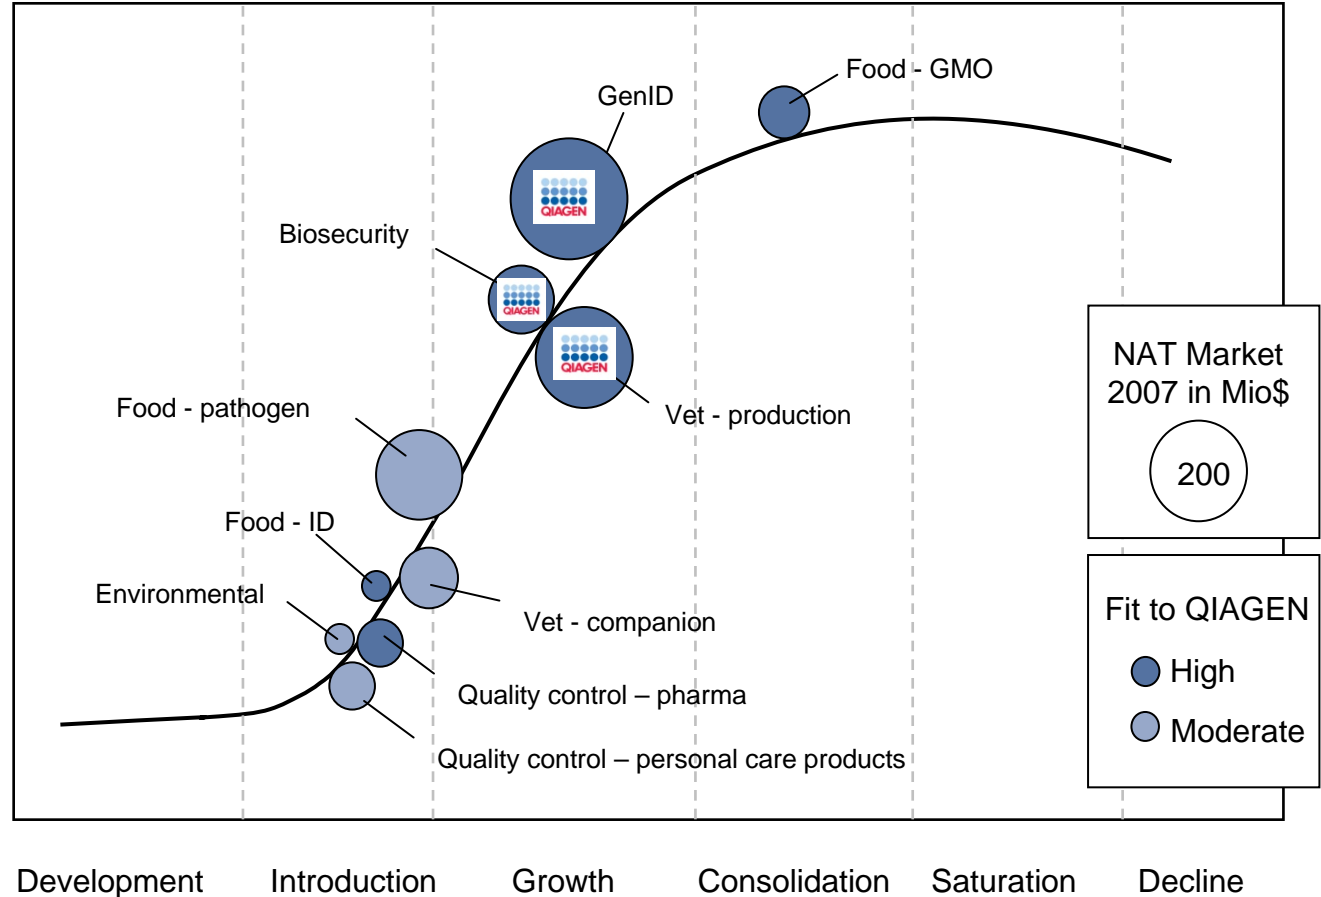 Food - GMO
GenID
QIAGEN
Biosecurity
QIAGEN
QIAGEN
NAT Market
2007 in Mio$
200
Food - pathogen
Vet - production
Food - ID
Environmental
Vet - companion
Quality control – pharma
Quality control – personal care products
Fit to QIAGEN
High
Moderate
Development Introduction Growth Consolidation Saturation Decline